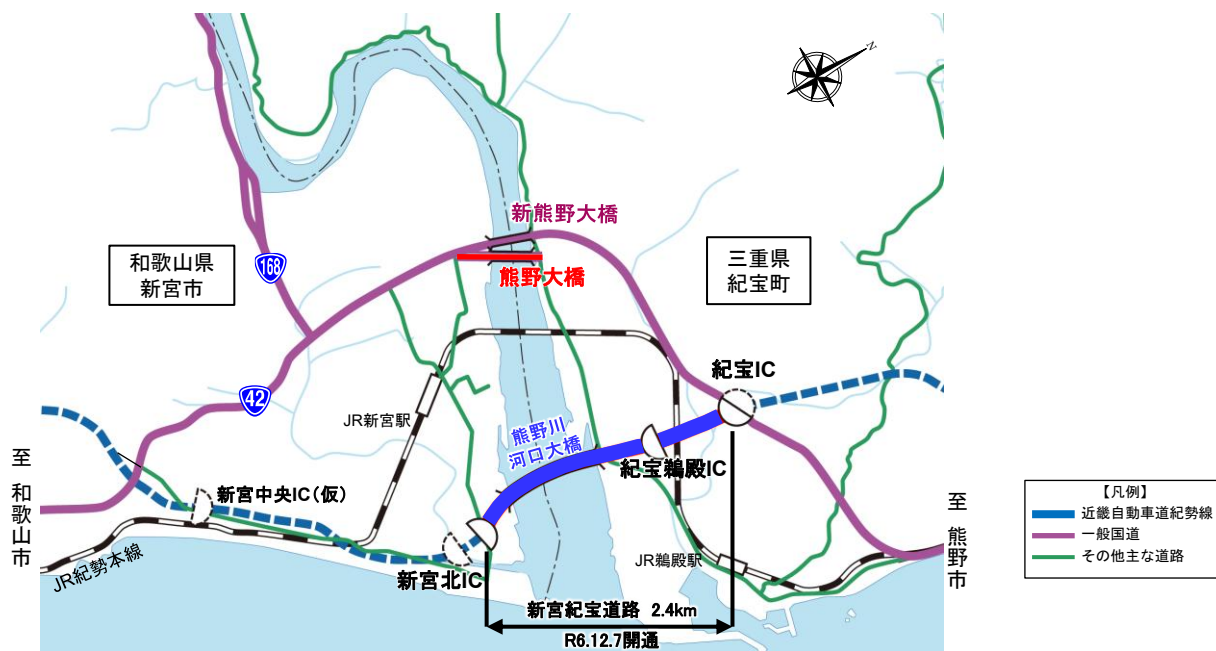 N
新熊野大橋
和歌山県
新宮市
168
熊野大橋
三重県
紀宝町
紀宝IC
42
JR新宮駅
熊野川
河口大橋
紀宝鵜殿IC
至 和歌山市
新宮中央IC(仮)
JR紀勢本線
新宮北IC
JR鵜殿駅
至 熊野市
新宮紀宝道路 2.4km
R6.12.7開通
【凡例】
近畿自動車道紀勢線
一般国道
その他主な道路